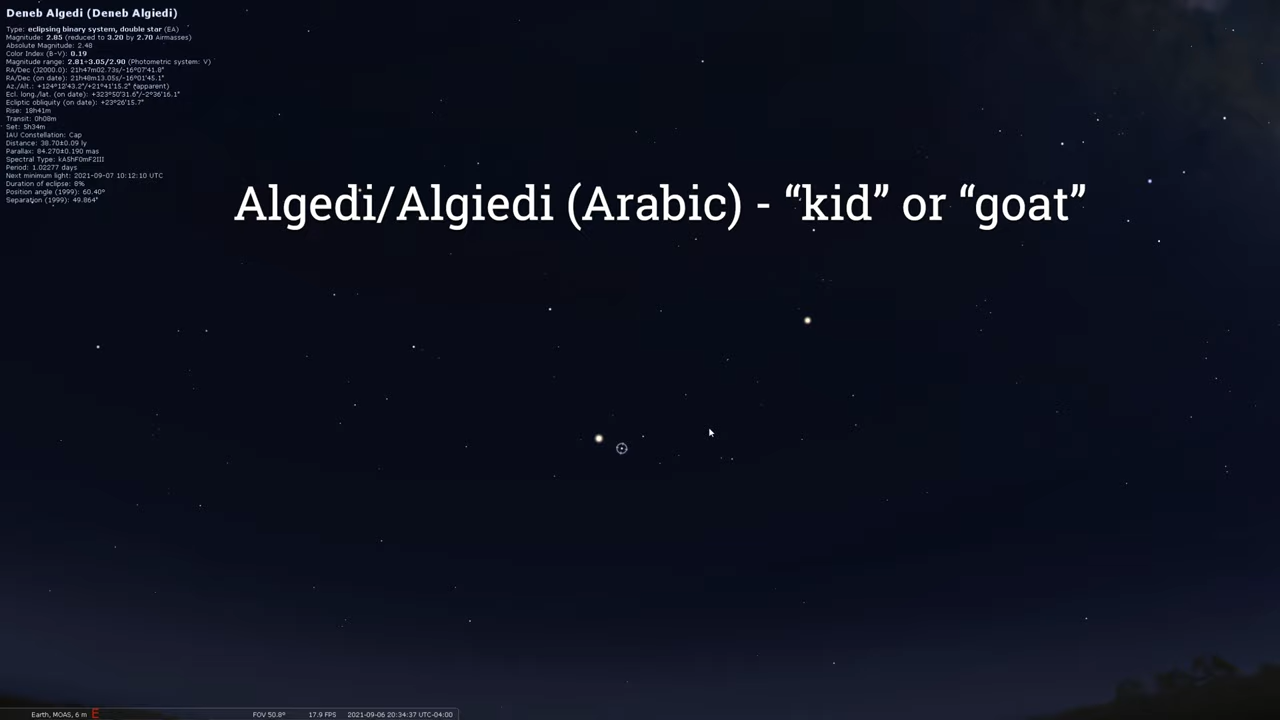 Deneb Algedi (Deneb Algiedi)
Type: eclipsing binary system, double star (EA)
Magnitude: 2.85 (reduced to 3.20 by 2.70 Airmasses)
Absolute Magnitude: 2.48
Color Index (B-V): 0.19
Magnitude range: 2.81÷3.05/2.90 (Photometric system: V)
RA/Dec (J2000.0): 21h47m02.73s/-16°07'41.8"
RA/Dec (on date): 21h48m13.05s/-16°01'45.1"
Az./Alt.: +124°12'43.2"/+21°41'15.2" (apparent)
Ecl. long./lat. (on date): +323°50'31.6"/-2°36'16.1"
Ecliptic obliquity (on date): +23°26'15.7"
Rise: 18h41m
Transit: 0h08m
Set: 5h34m
IAU Constellation: Cap
Distance: 38.70±0.09 ly
Parallax: 84.270±0.190 mas
Spectral Type: kA5hF0mF2III
Period: 1.02277 days
Next minimum light: 2021-09-07 10:12:10 UTC
Duration of eclipse: 8%
Position angle (1999): 60.40°
Separation (1999): 49.864"
Algedi/Algiedi (Arabic) - “kid” or “goat”
Earth, MOAS, 6 m E FOV 50.8° 17.9 FPS 2021-09-06 20:34:37 UTC-04:00